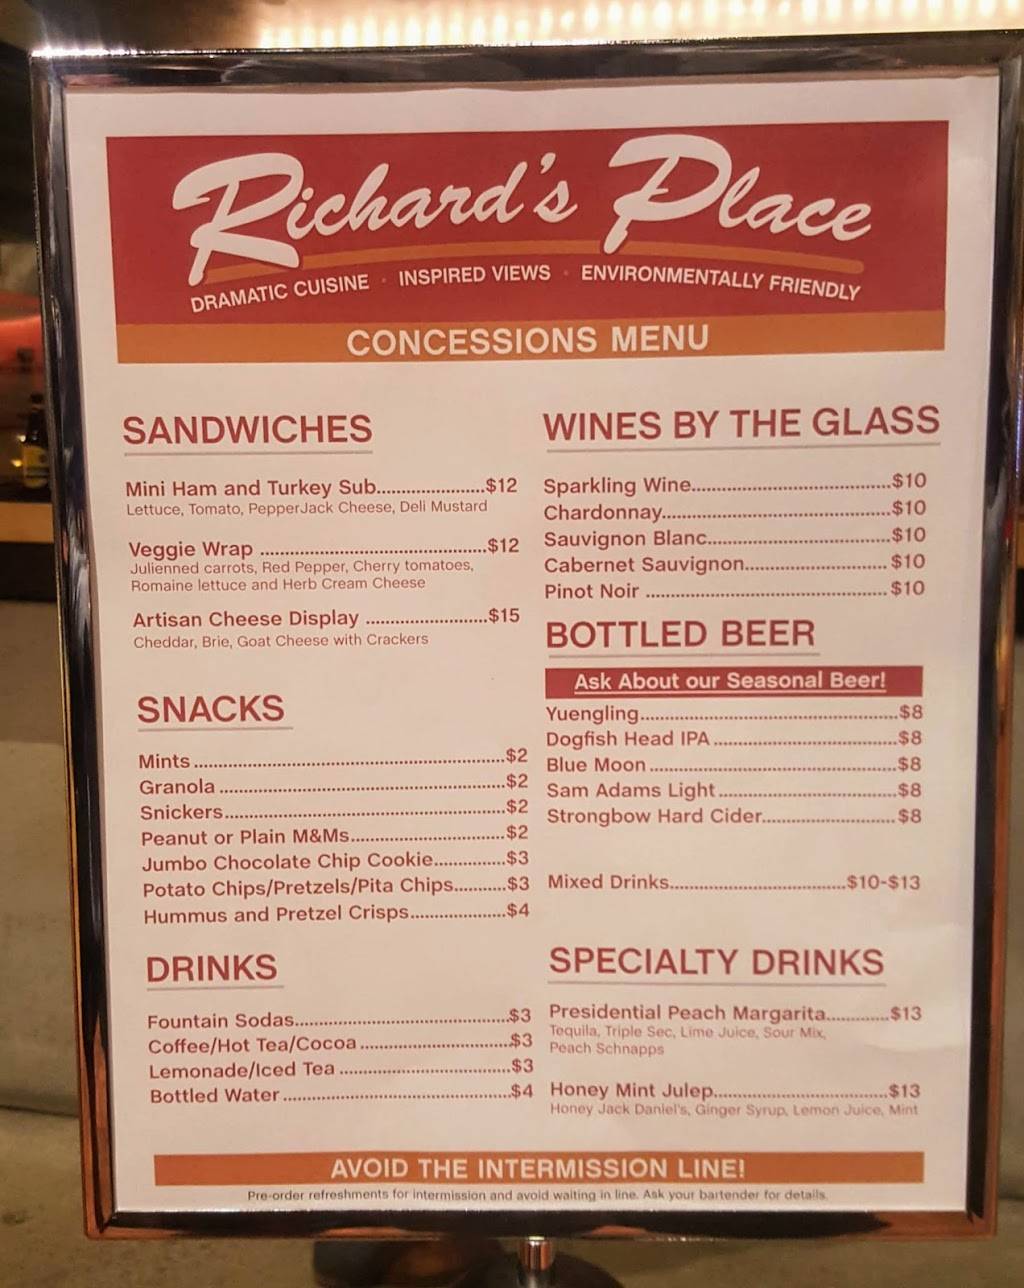 Richard's Place
DRAMATIC CUISINE · INSPIRED VIEWS · ENVIRONMENTALLY FRIENDLY
CONCESSIONS MENU
SANDWICHES
Mini Ham and Turkey Sub......................$12
Lettuce, Tomato, PepperJack Cheese, Deli Mustard
Veggie Wrap ..............................................$12
Julienned carrots, Red Pepper, Cherry tomatoes,
Romaine lettuce and Herb Cream Cheese
Artisan Cheese Display .........................$15
Cheddar, Brie, Goat Cheese with Crackers
SNACKS
Mints...............................................................$2
Granola..........................................................$2
Snickers.........................................................$2
Peanut or Plain M&Ms...............................$2
Jumbo Chocolate Chip Cookie...............$3
Potato Chips/Pretzels/Pita Chips...........$3
Hummus and Pretzel Crisps....................$4
DRINKS
Fountain Sodas............................................$3
Coffee/Hot Tea/Cocoa...............................$3
Lemonade/Iced Tea...................................$3
Bottled Water...............................................$4
WINES BY THE GLASS
Sparkling Wine.........................................$10
Chardonnay...............................................$10
Sauvignon Blanc......................................$10
Cabernet Sauvignon..............................$10
Pinot Noir ..................................................$10
BOTTLED BEER
Ask About our Seasonal Beer!
Yuengling.....................................................$8
Dogfish Head IPA......................................$8
Blue Moon...................................................$8
Sam Adams Light.....................................$8
Strongbow Hard Cider............................$8
Mixed Drinks....................................$10-$13
SPECIALTY DRINKS
Presidential Peach Margarita.............$13
Tequila, Triple Sec, Lime Juice, Sour Mix,
Peach Schnapps
Honey Mint Julep....................................$13
Honey Jack Daniel's, Ginger Syrup, Lemon Juice, Mint
AVOID THE INTERMISSION LINE!
Pre-order refreshments for intermission and avoid waiting in line. Ask your bartender for details.